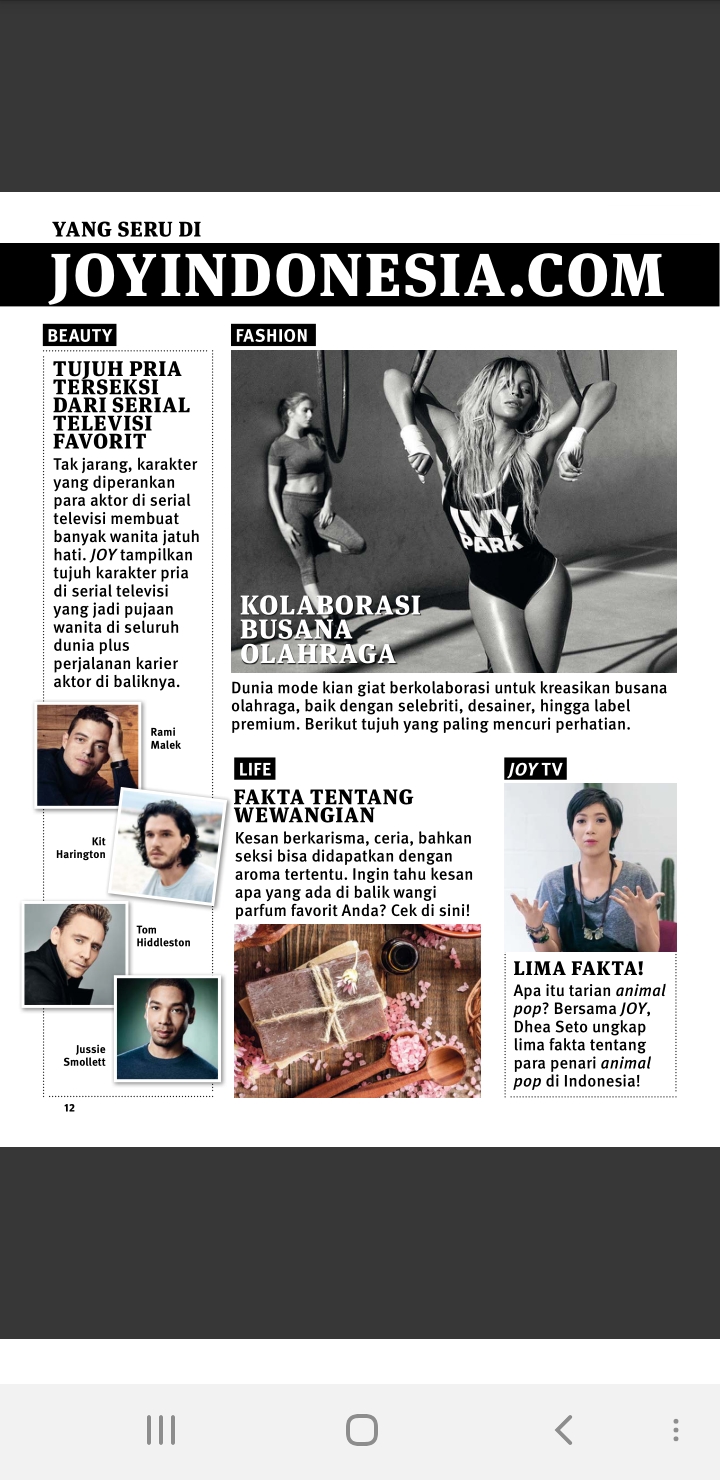 YANG SERU DI
JOYINDONESIA.COM
BEAUTY
TUJUH PRIA
TERSEKSI
DARI SERIAL
TELEVISI
FAVORIT
Tak jarang, karakter
yang diperankan
para aktor di serial
televisi membuat
banyak wanita jatuh
hati. JOY tampilkan
tujuh karakter pria
di serial televisi
yang jadi pujaan
wanita di seluruh
dunia plus
perjalanan karier
aktor di baliknya.
Rami
Malek
Kit
Harington
Tom
Hiddleston
Jussie
Smollett
12
FASHION
IVY
PARK
KOLABORASI
BUSANA
OLAHRAGA
Dunia mode kian giat berkolaborasi untuk kreasikan busana
olahraga, baik dengan selebriti, desainer, hingga label
premium. Berikut tujuh yang paling mencuri perhatian.
LIFE
FAKTA TENTANG
WEWANGIAN
Kesan berkarisma, ceria, bahkan
seksi bisa didapatkan dengan
aroma tertentu. Ingin tahu kesan
apa yang ada di balik wangi
parfum favorit Anda? Cek di sini!
JOY TV
LIMA FAKTA!
Apa itu tarian animal
pop? Bersama JOY,
Dhea Seto ungkap
lima fakta tentang
para penari animal
pop di Indonesia!